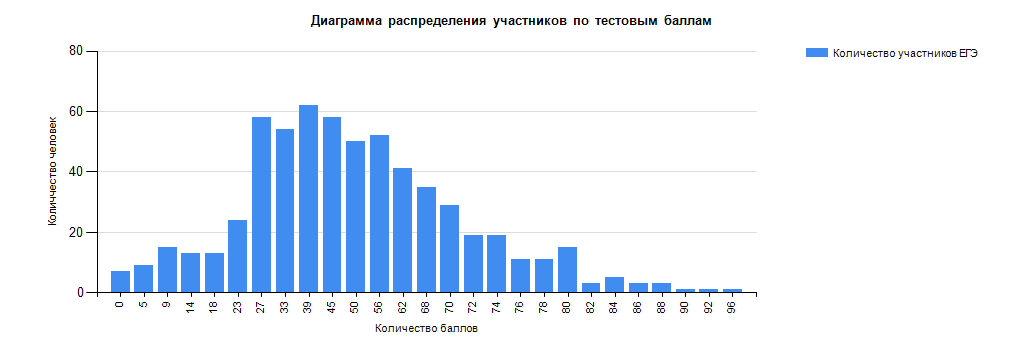 Диаграмма распределения участников по тестовым баллам
Количчество человек
80
60
40
20
0
0 5 9 14 18 23 27 33 39 45 50 56 62 68 70 72 74 76 78 80 82 84 86 88 90 92 96
Количество баллов
Количество участников ЕГЭ